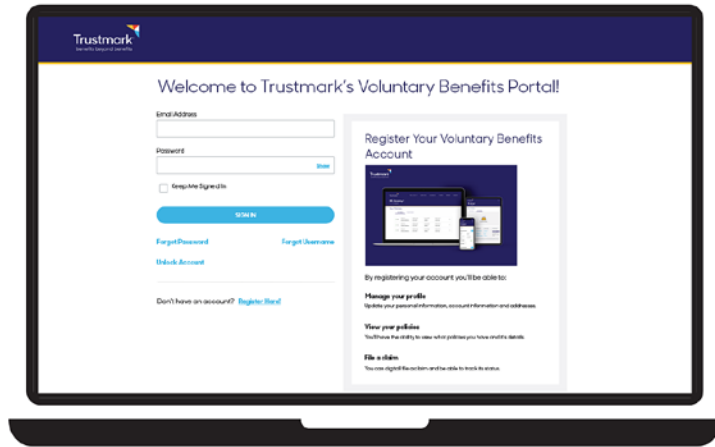 Trustmark
benefits beyond benefits
Welcome to Trustmark's Voluntary Benefits Portal!
Email Address
Password
Show
Keep Me Signed In
SIGN IN
Forgot Password
Forgot Username
Unlock Account
Don't have an account? Register Here!
Register Your Voluntary Benefits
Account
Trustmark
By registering your account you'll be able to:
Manage your profile
Update your personal information, account information and addresses.
View your policies
You'll have the ability to view what policies you have and it's details.
File a claim
You can digitally file a claim and be able to track its status.